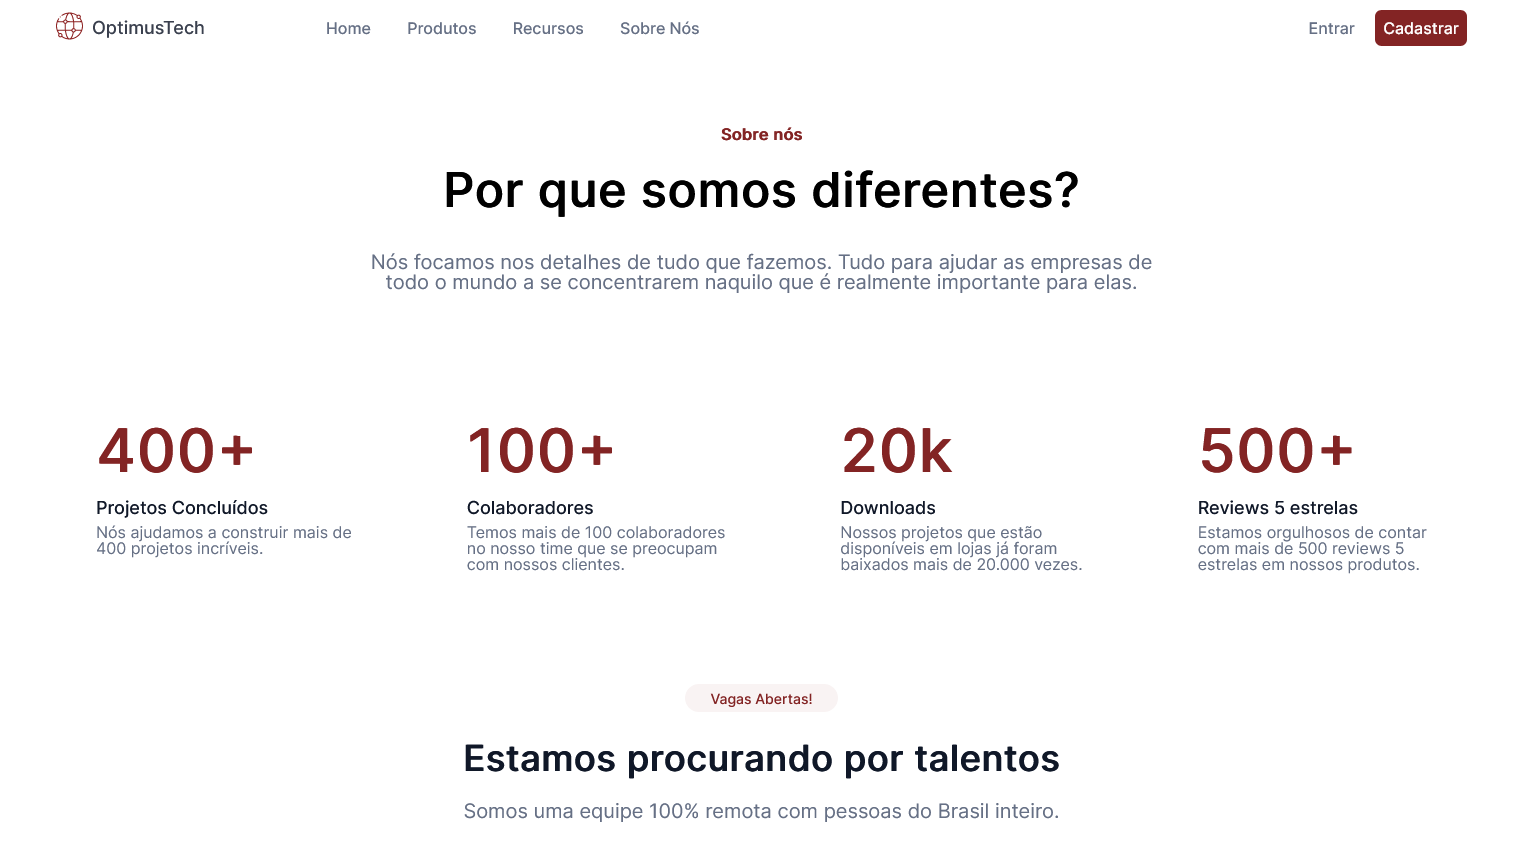 OptimusTech
Home
Produtos
Recursos
Sobre Nós
Entrar
Cadastrar
Sobre nós
Por que somos diferentes?
Nós focamos nos detalhes de tudo que fazemos. Tudo para ajudar as empresas de
todo o mundo a se concentrarem naquilo que é realmente importante para elas.
400+
Projetos Concluídos
Nós ajudamos a construir mais de
400 projetos incríveis.
100+
Colaboradores
Temos mais de 100 colaboradores
no nosso time que se preocupam
com nossos clientes.
20k
Downloads
Nossos projetos que estão
disponíveis em lojas já foram
baixados mais de 20.000 vezes.
500+
Reviews 5 estrelas
Estamos orgulhosos de contar
com mais de 500 reviews 5
estrelas em nossos produtos.
Vagas Abertas!
Estamos procurando por talentos
Somos uma equipe 100% remota com pessoas do Brasil inteiro.